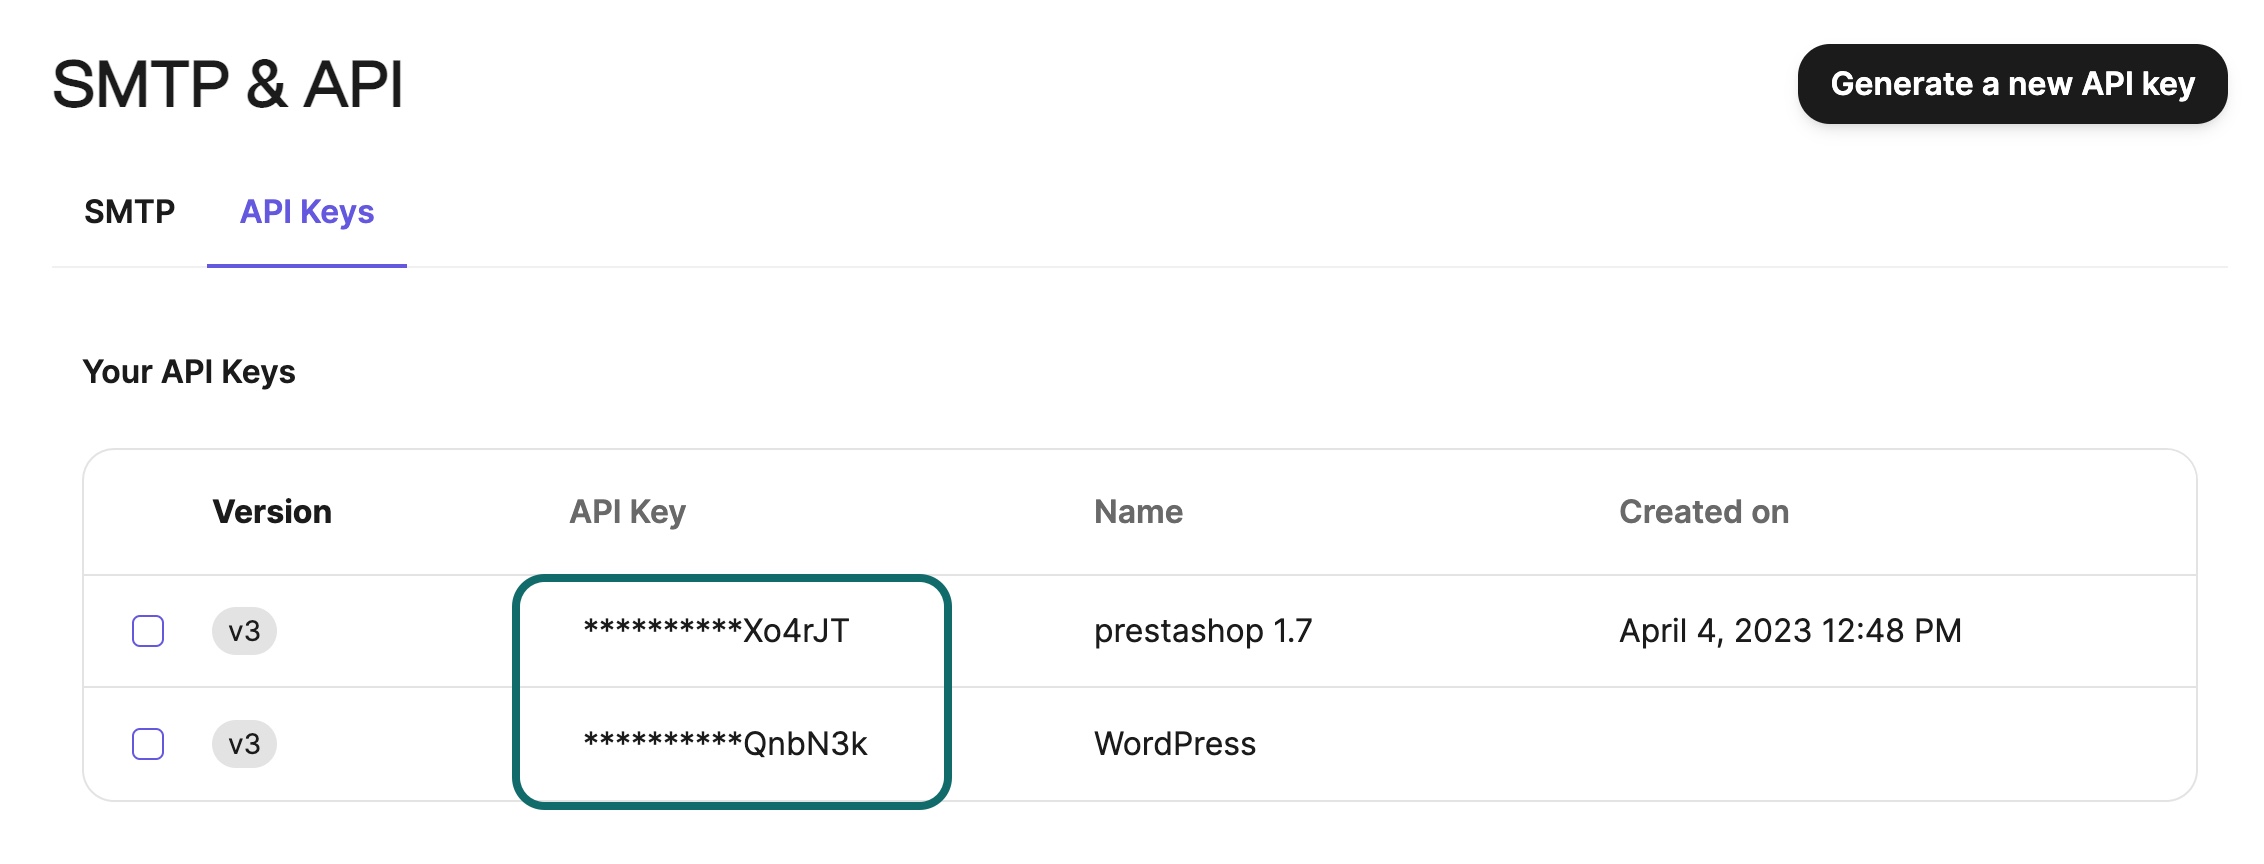 SMTP & API
Generate a new API key
SMTP API Keys
Your API Keys
Version API Key Name Created on
v3 **********Xo4rJT prestashop 1.7 April 4, 2023 12:48 PM
v3 **********QnbN3k WordPress